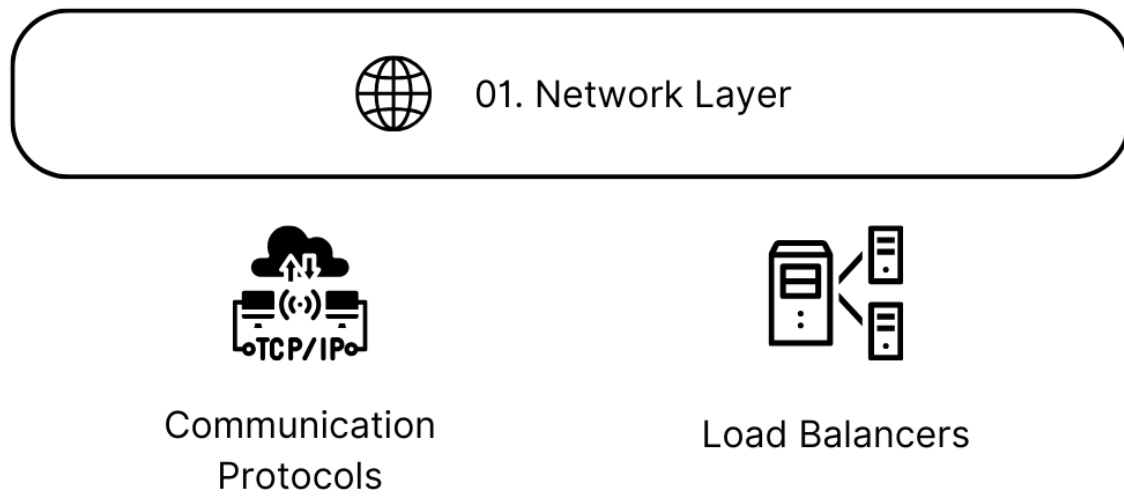 01. Network Layer
TCP/IP
Communication
Protocols
Load Balancers